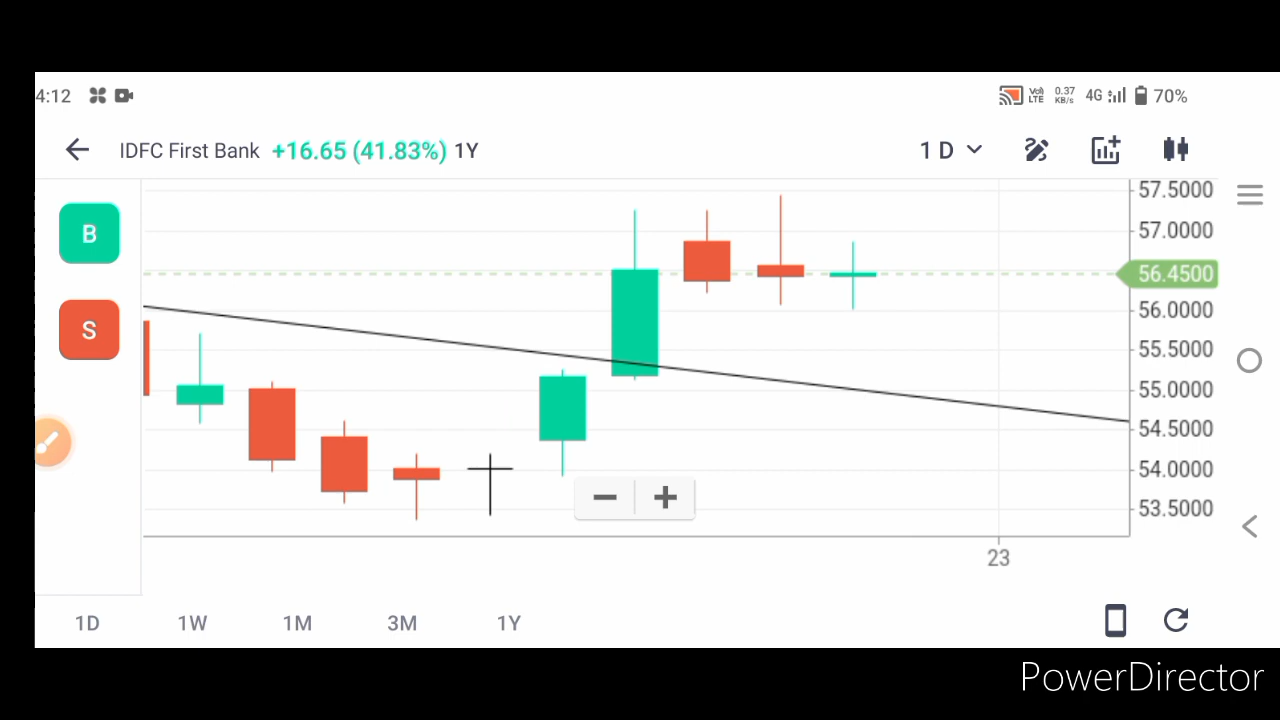 4:12 Vo) LTE 0.37 KB/s 4G 70%
IDFC First Bank +16.65 (41.83%) 1Y 1 D
B
S
57.5000
57.0000
56.4500
56.0000
55.5000
55.0000
54.5000
54.0000
53.5000
23
1D 1W 1M 3M 1Y
PowerDirector